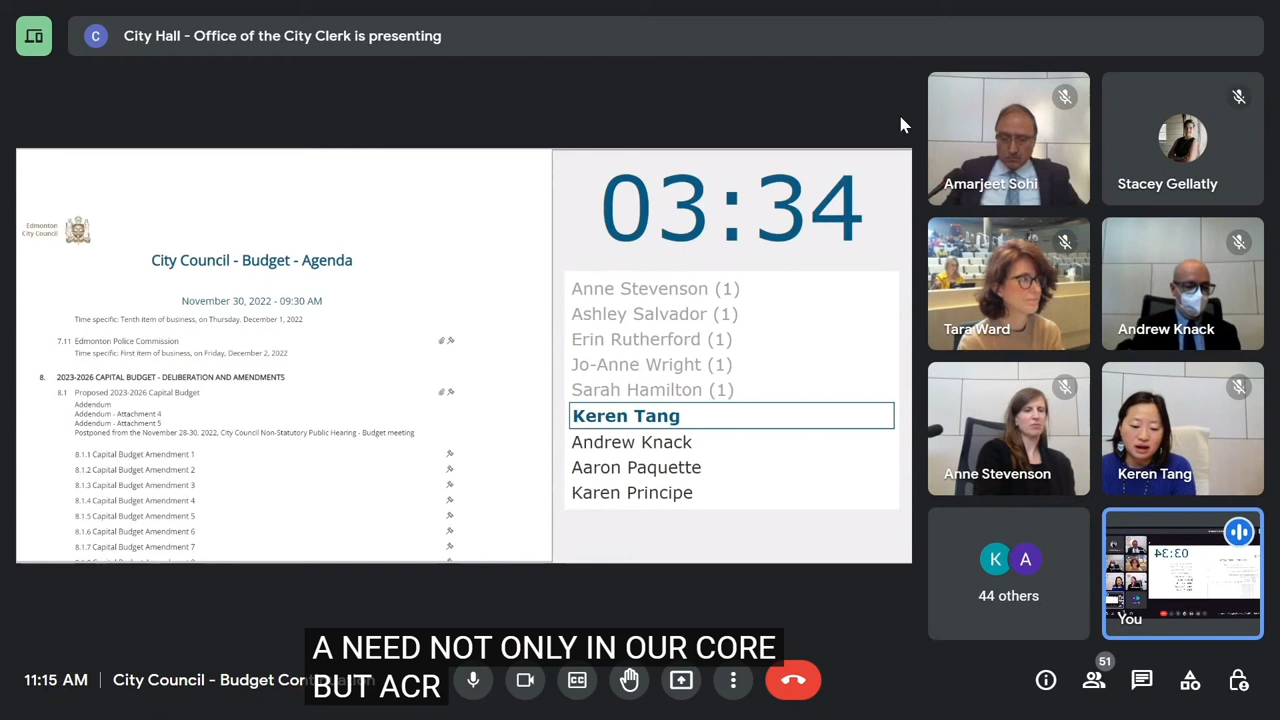 C City Hall - Office of the City Clerk is presenting
Edmonton
City Council
City Council - Budget - Agenda
November 30, 2022 - 09:30 AM
Time specific: Tenth item of business, on Thursday, December 1, 2022
7.11 Edmonton Police Commission
Time specific: First item of business, on Friday, December 2, 2022
8. 2023-2026 CAPITAL BUDGET - DELIBERATION AND AMENDMENTS
8.1 Proposed 2023-2026 Capital Budget
Addendum
Addendum - Attachment 4
Addendum - Attachment 5
Postponed from the November 28-30, 2022, City Council Non-Statutory Public Hearing - Budget meeting
8.1.1 Capital Budget Amendment 1
8.1.2 Capital Budget Amendment 2
8.1.3 Capital Budget Amendment 3
8.1.4 Capital Budget Amendment 4
8.1.5 Capital Budget Amendment 5
8.1.6 Capital Budget Amendment 6
8.1.7 Capital Budget Amendment 7
03:34
Anne Stevenson (1)
Ashley Salvador (1)
Erin Rutherford (1)
Jo-Anne Wright (1)
Sarah Hamilton (1)
Keren Tang
Andrew Knack
Aaron Paquette
Karen Principe
Amarjeet Sohi
Stacey Gellatly
Tara Ward
Andrew Knack
Anne Stevenson
Keren Tang
K A
44 others
03:34
You
A NEED NOT ONLY IN OUR CORE
BUT ACR
11:15 AM | City Council - Budget Con
51